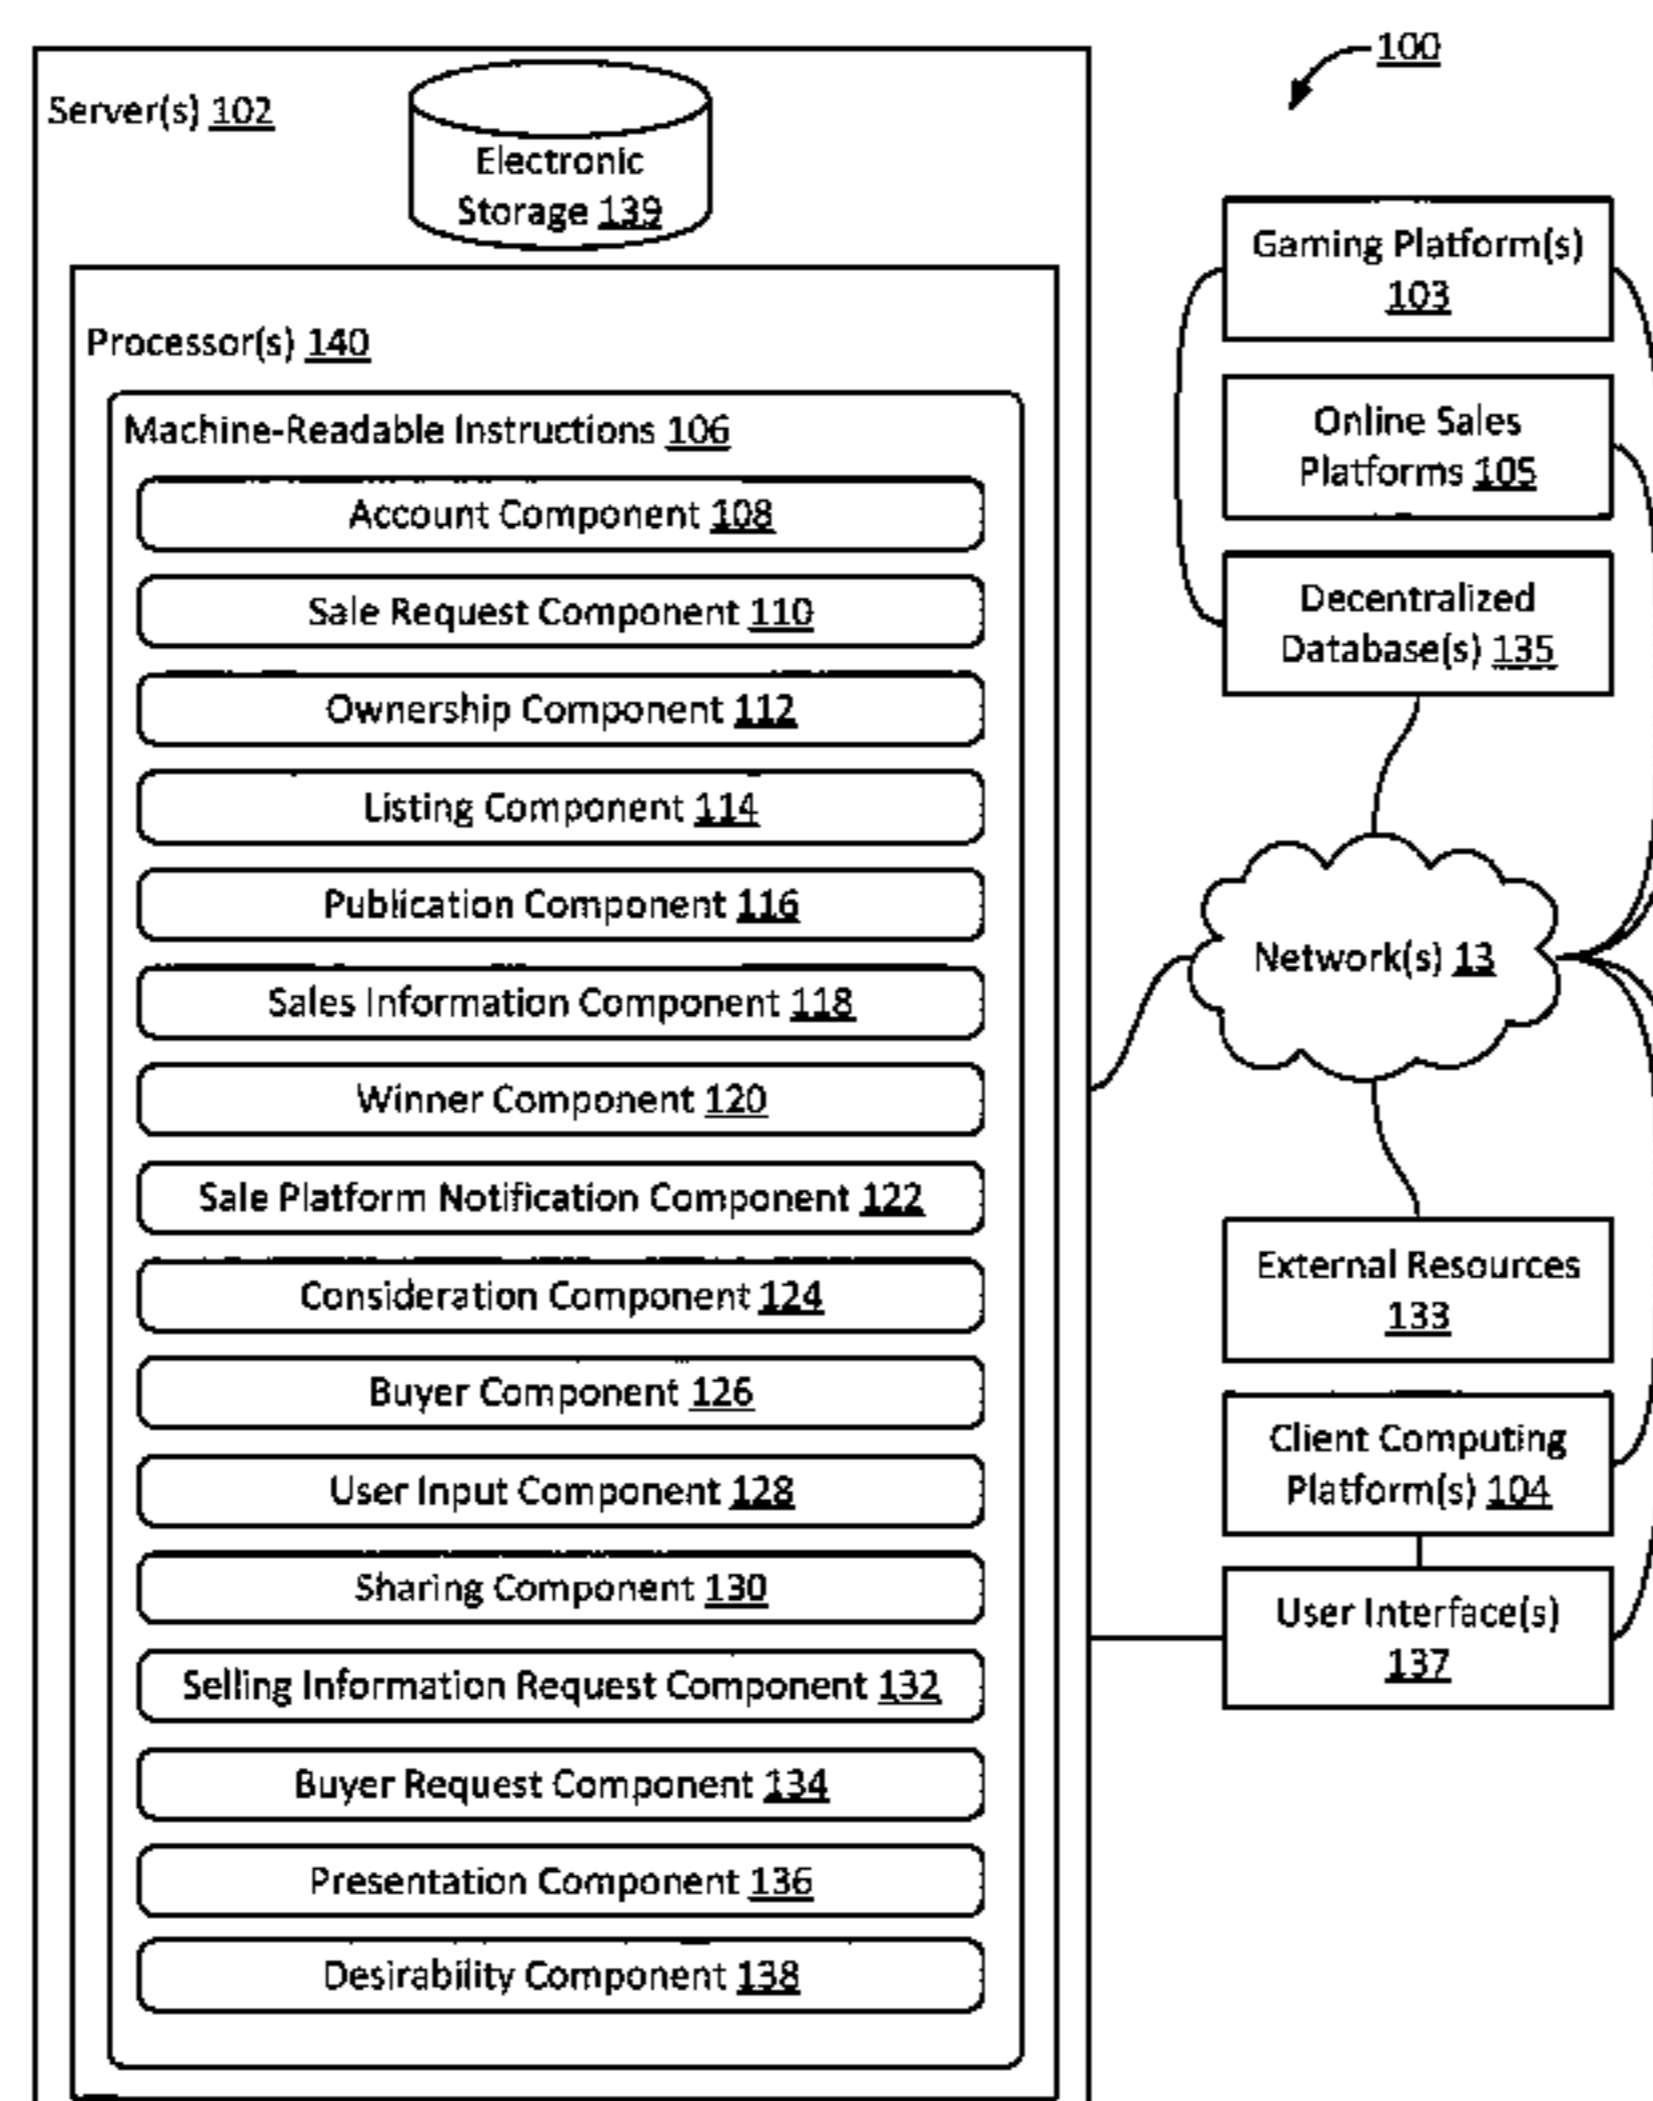 100
Server(s) 102
Electronic
Storage 139
Processor(s) 140
Machine-Readable Instructions 106
Account Component 108
Sale Request Component 110
Ownership Component 112
Listing Component 114
Publication Component 116
Sales Information Component 118
Winner Component 120
Sale Platform Notification Component 122
Consideration Component 124
Buyer Component 126
User Input Component 128
Sharing Component 130
Selling Information Request Component 132
Buyer Request Component 134
Presentation Component 136
Desirability Component 138
Gaming Platform(s)
103
Online Sales
Platforms 105
Decentralized
Database(s) 135
Network(s) 13
External Resources
133
Client Computing
Platform(s) 104
User Interface(s)
137